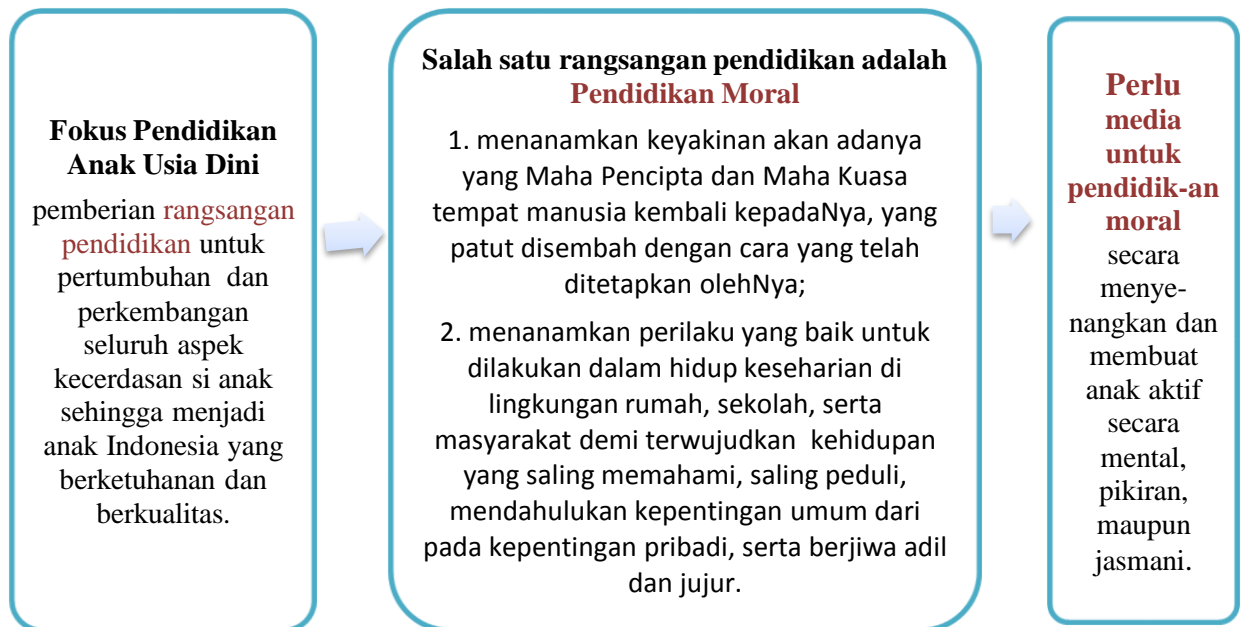 Fokus Pendidikan
Anak Usia Dini
pemberian rangsangan
pendidikan untuk
pertumbuhan dan
perkembangan
seluruh aspek
kecerdasan si anak
sehingga menjadi
anak Indonesia yang
berketuhanan dan
berkualitas.
Salah satu rangsangan pendidikan adalah
Pendidikan Moral
1. menanamkan keyakinan akan adanya
yang Maha Pencipta dan Maha Kuasa
tempat manusia kembali kepadaNya, yang
patut disembah dengan cara yang telah
ditetapkan olehNya;
2. menanamkan perilaku yang baik untuk
dilakukan dalam hidup keseharian di
lingkungan rumah, sekolah, serta
masyarakat demi terwujudkan kehidupan
yang saling memahami, saling peduli,
mendahulukan kepentingan umum dari
pada kepentingan pribadi, serta berjiwa adil
dan jujur.
Perlu
media
untuk
pendidik-an
moral
secara
menye-
nangkan dan
membuat
anak aktif
secara
mental,
pikiran,
maupun
jasmani.